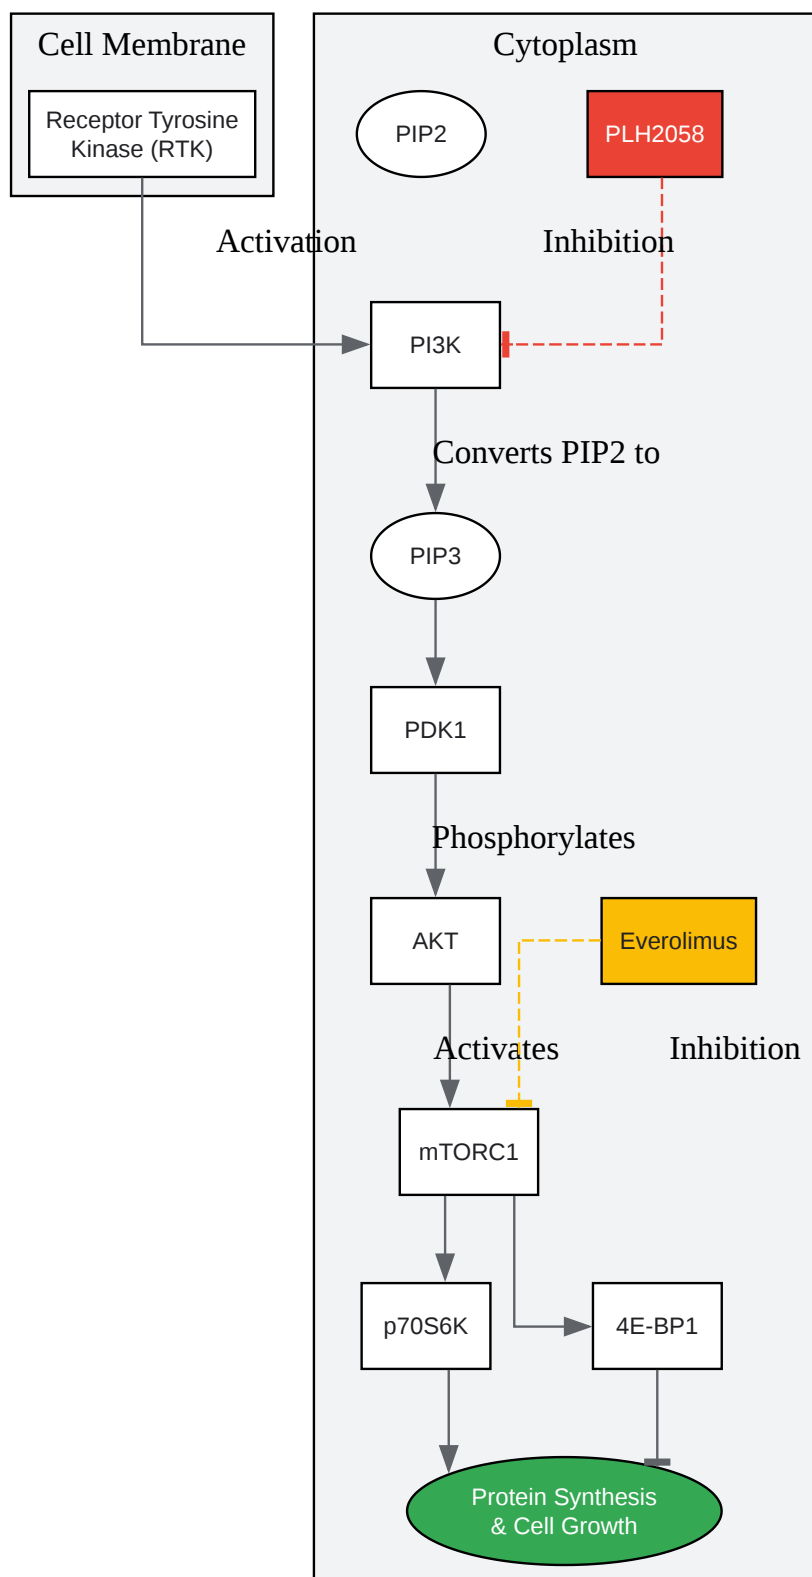 Cell Membrane
Cytoplasm
Receptor Tyrosine
Kinase (RTK)
PIP2
PLH2058
Activation
Inhibition
PI3K
Converts PIP2 to
PIP3
PDK1
Phosphorylates
AKT
Everolimus
Activates
Inhibition
mTORC1
p70S6K
4E-BP1
Protein Synthesis
& Cell Growth